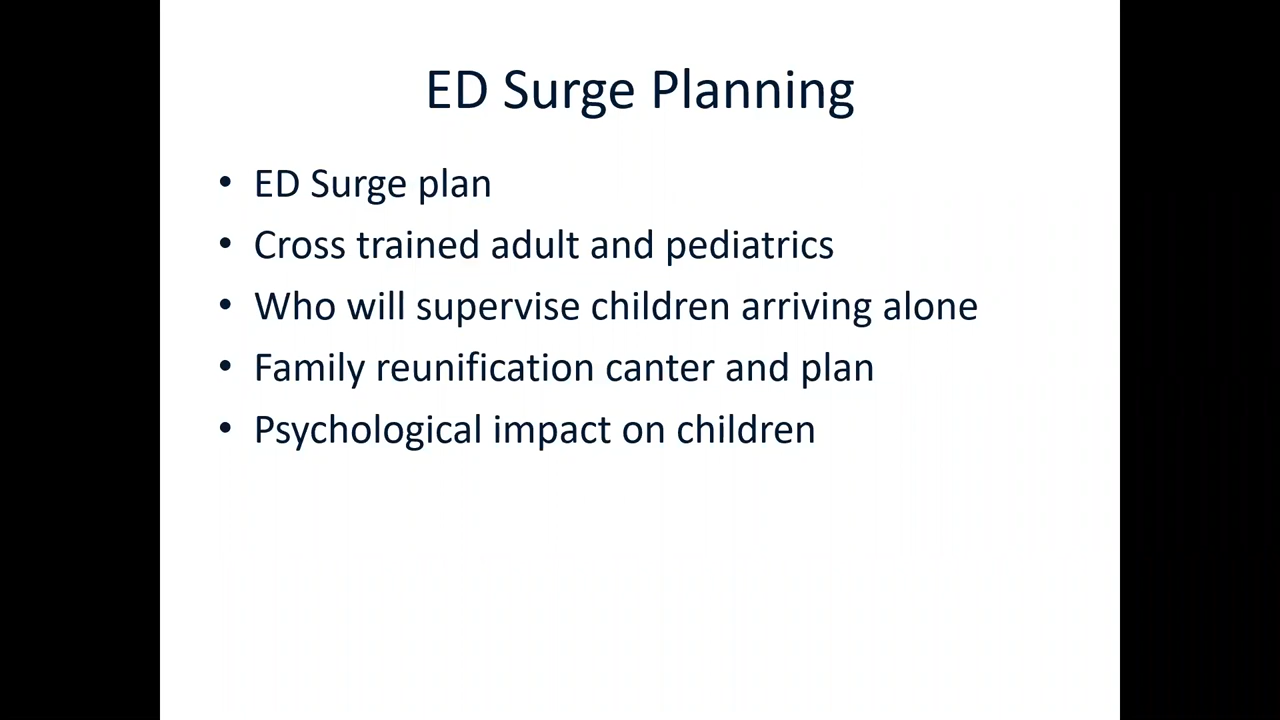 ED Surge Planning
• ED Surge plan
• Cross trained adult and pediatrics
• Who will supervise children arriving alone
• Family reunification canter and plan
• Psychological impact on children